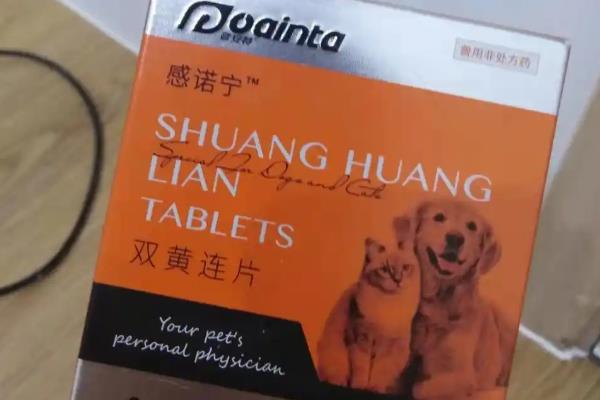 Poainta
兽用非处方药
感诺宁™
SHUANG HUANG
Special For Dogs and Cats
LIAN
TABLETS
双黄连片
Your pet's
personal physician